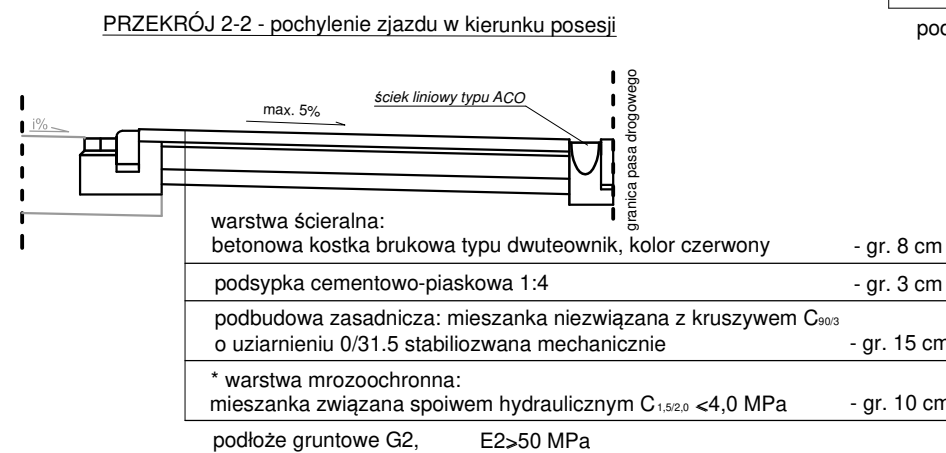 PRZEKRÓJ 2-2 - pochylenie zjazdu w kierunku posesji
poc
i%
max. 5%
ściek liniowy typu ACO
granica pasa drogowego
warstwa ścieralna:
betonowa kostka brukowa typu dwuteownik, kolor czerwony - gr. 8 cm
podsypka cementowo-piaskowa 1:4 - gr. 3 cm
podbudowa zasadnicza: mieszanka niezwiązana z kruszywem C90/3
o uziarnieniu 0/31.5 stabiliozwana mechanicznie - gr. 15 cm
* warstwa mrozoochronna:
mieszanka związana spoiwem hydraulicznym C1,5/2,0 <4,0 MPa - gr. 10 cm
podłoże gruntowe G2, E2>50 MPa